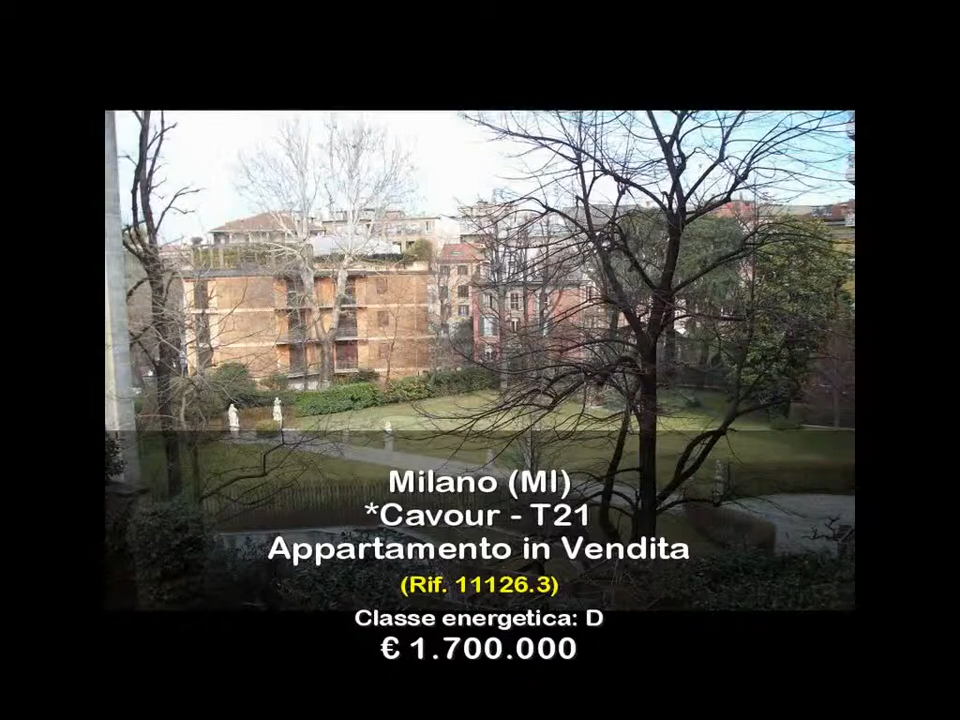 Milano (MI)
*Cavour - T21
Appartamento in Vendita
(Rif. 11126.3)
Classe energetica: D
€ 1.700.000